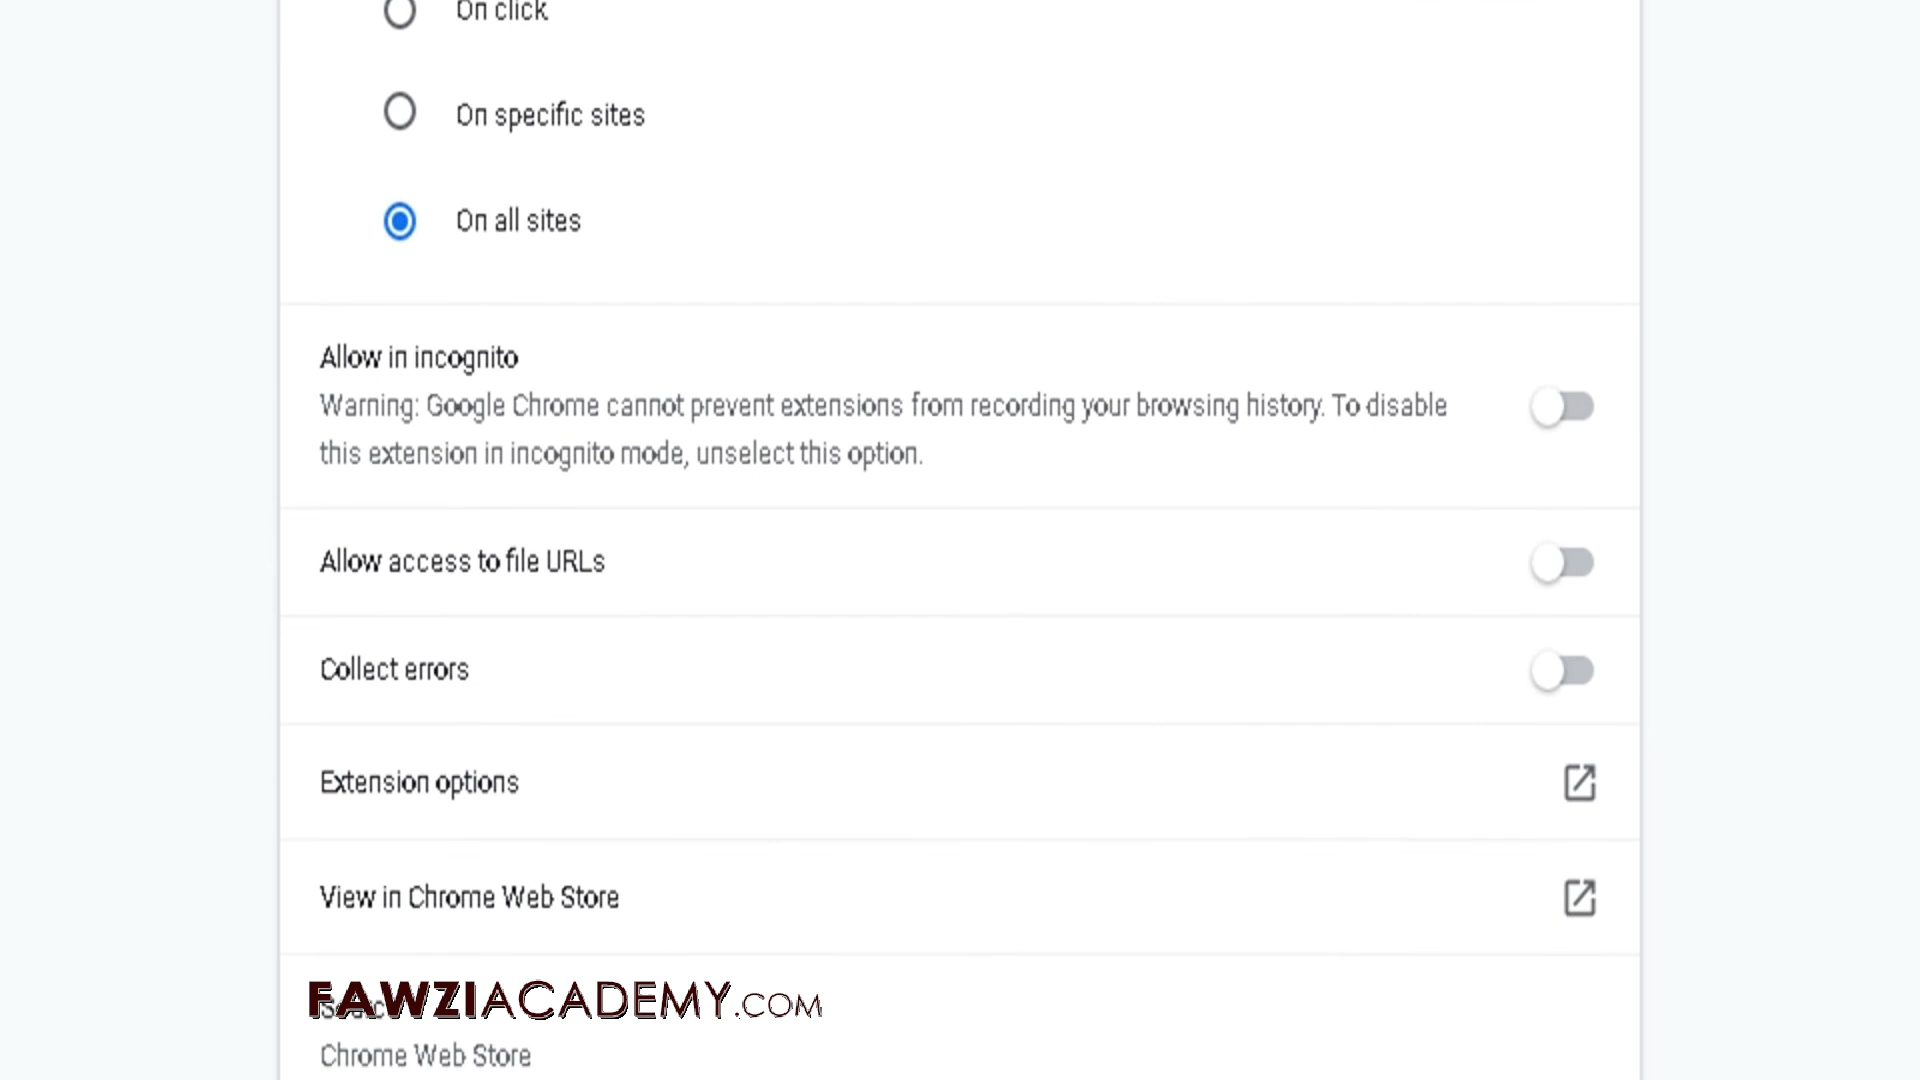 On click
On specific sites
On all sites
Allow in incognito
Warning: Google Chrome cannot prevent extensions from recording your browsing history. To disable
this extension in incognito mode, unselect this option.
Allow access to file URLs
Collect errors
Extension options
View in Chrome Web Store
FAWZIACADEMY.COM
Chrome Web Store